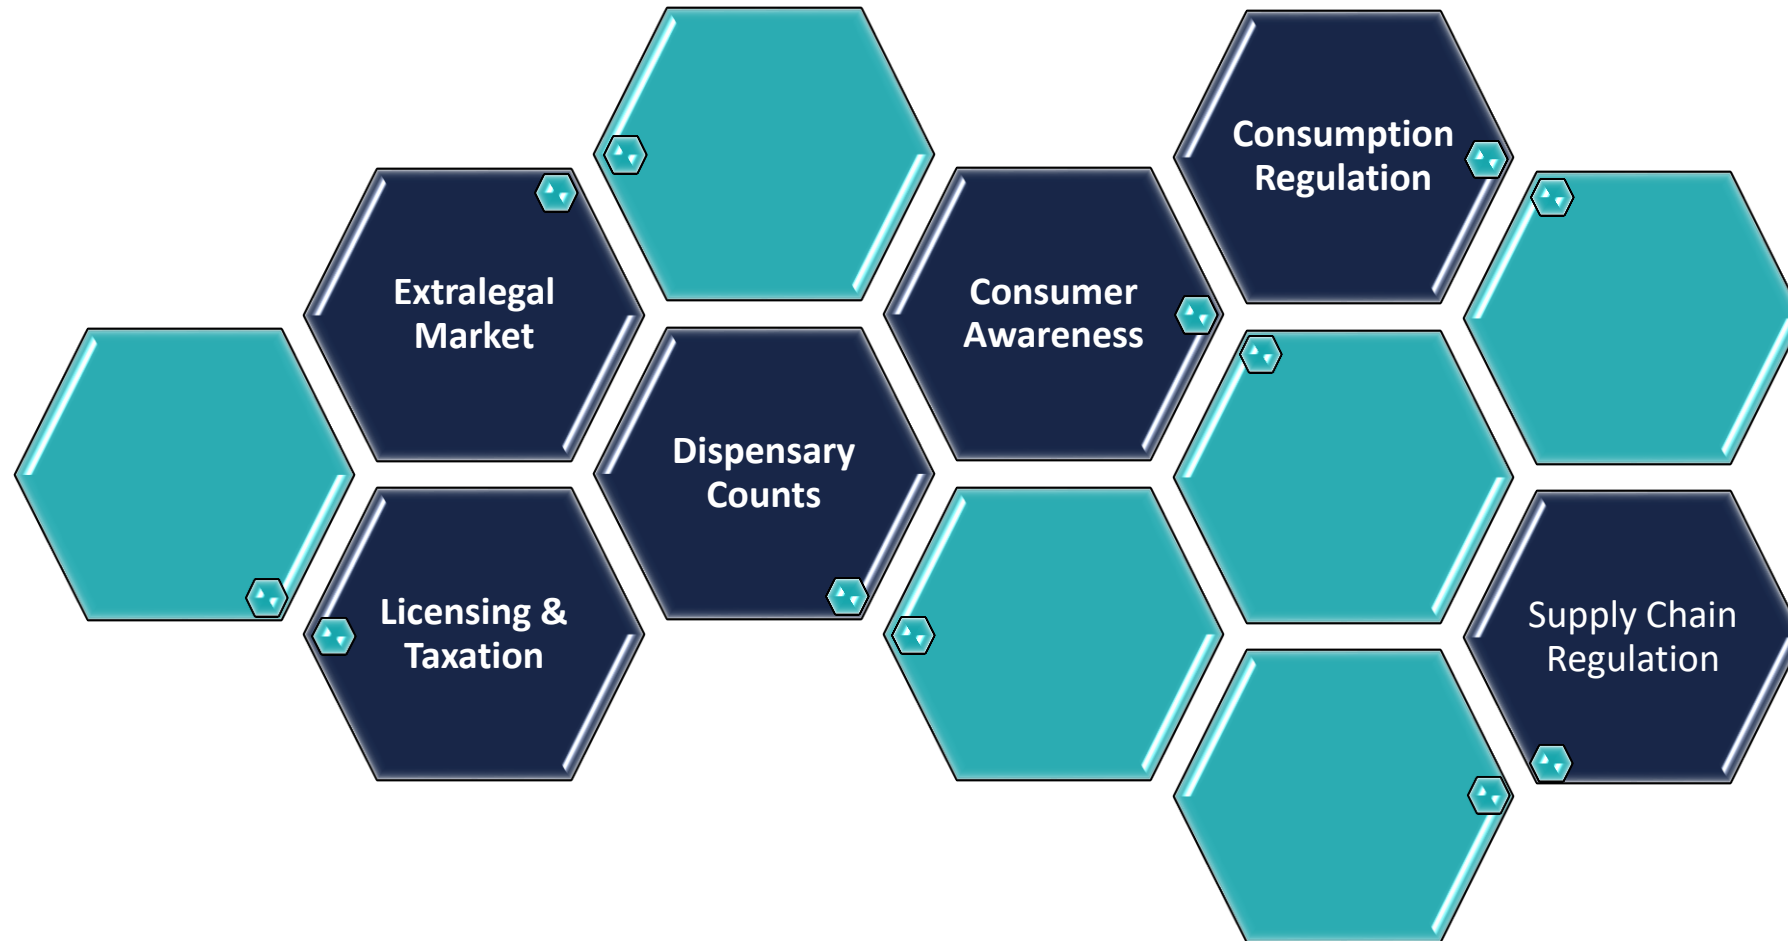 Consumption
Regulation
Extralegal
Market
Consumer
Awareness
Dispensary
Counts
Licensing &
Taxation
Supply Chain
Regulation